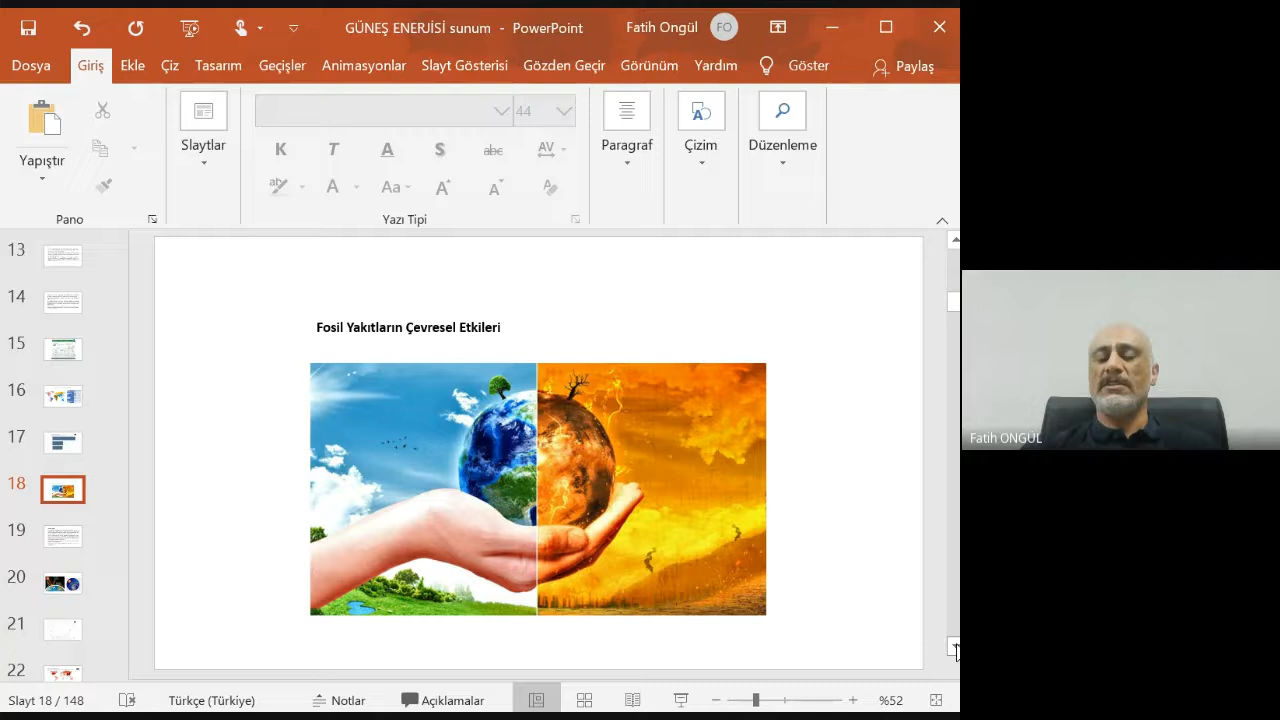 GÜNEŞ ENERJİSİ sunum - PowerPoint
Fatih Ongül
FO
Dosya
Giriş
Ekle
Çiz
Tasarım
Geçişler
Animasyonlar
Slayt Gösterisi
Gözden Geçir
Görünüm
Yardım
Göster
Paylaş
44
Yapıştır
Slaytlar
K
T
A
S
abc
AV
ab
A
Aa
A
A
A
Paragraf
Çizim
Düzenleme
Pano
Yazı Tipi
13
14
15
16
17
18
19
20
21
22
Fosil Yakıtların Çevresel Etkileri
Fatih ONGÜL
Slayt 18 / 148
Türkçe (Türkiye)
Notlar
Açıklamalar
%52